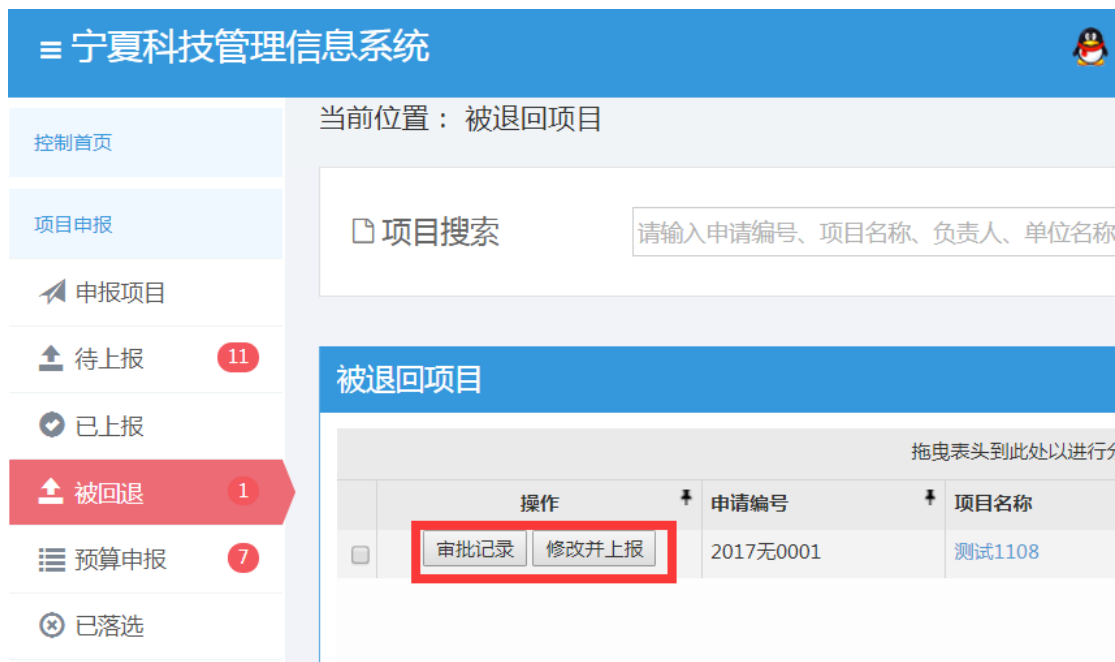 宁夏科技管理信息系统
当前位置： 被退回项目
控制首页
项目申报
项目搜索
请输入申请编号、项目名称、负责人、单位名称
申报项目
待上报 11
已上报
被回退 1
预算申报 7
已落选
被退回项目
拖曳表头到此处以进行
操作 申请编号 项目名称
审批记录 修改并上报 2017无0001 测试1108